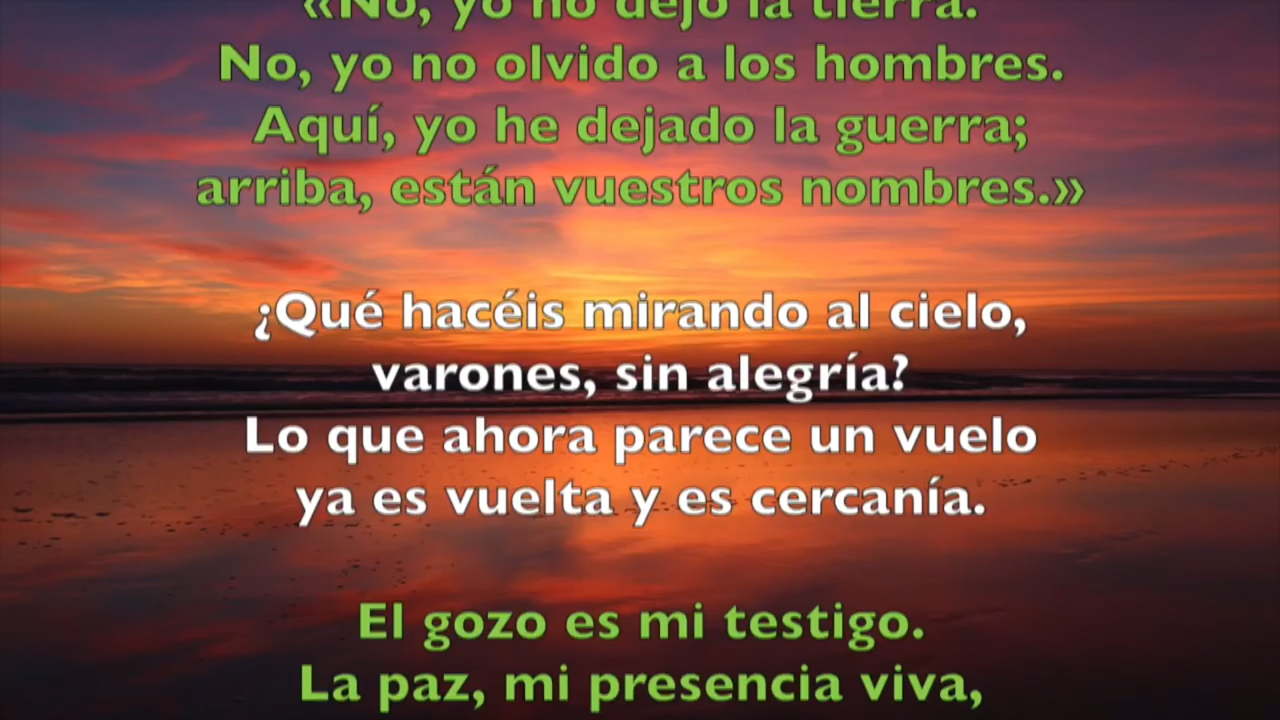 «No, yo no dejo la tierra.
No, yo no olvido a los hombres.
Aquí, yo he dejado la guerra;
arriba, están vuestros nombres.»
¿Qué hacéis mirando al cielo,
varones, sin alegría?
Lo que ahora parece un vuelo
ya es vuelta y es cercanía.
El gozo es mi testigo.
La paz, mi presencia viva,